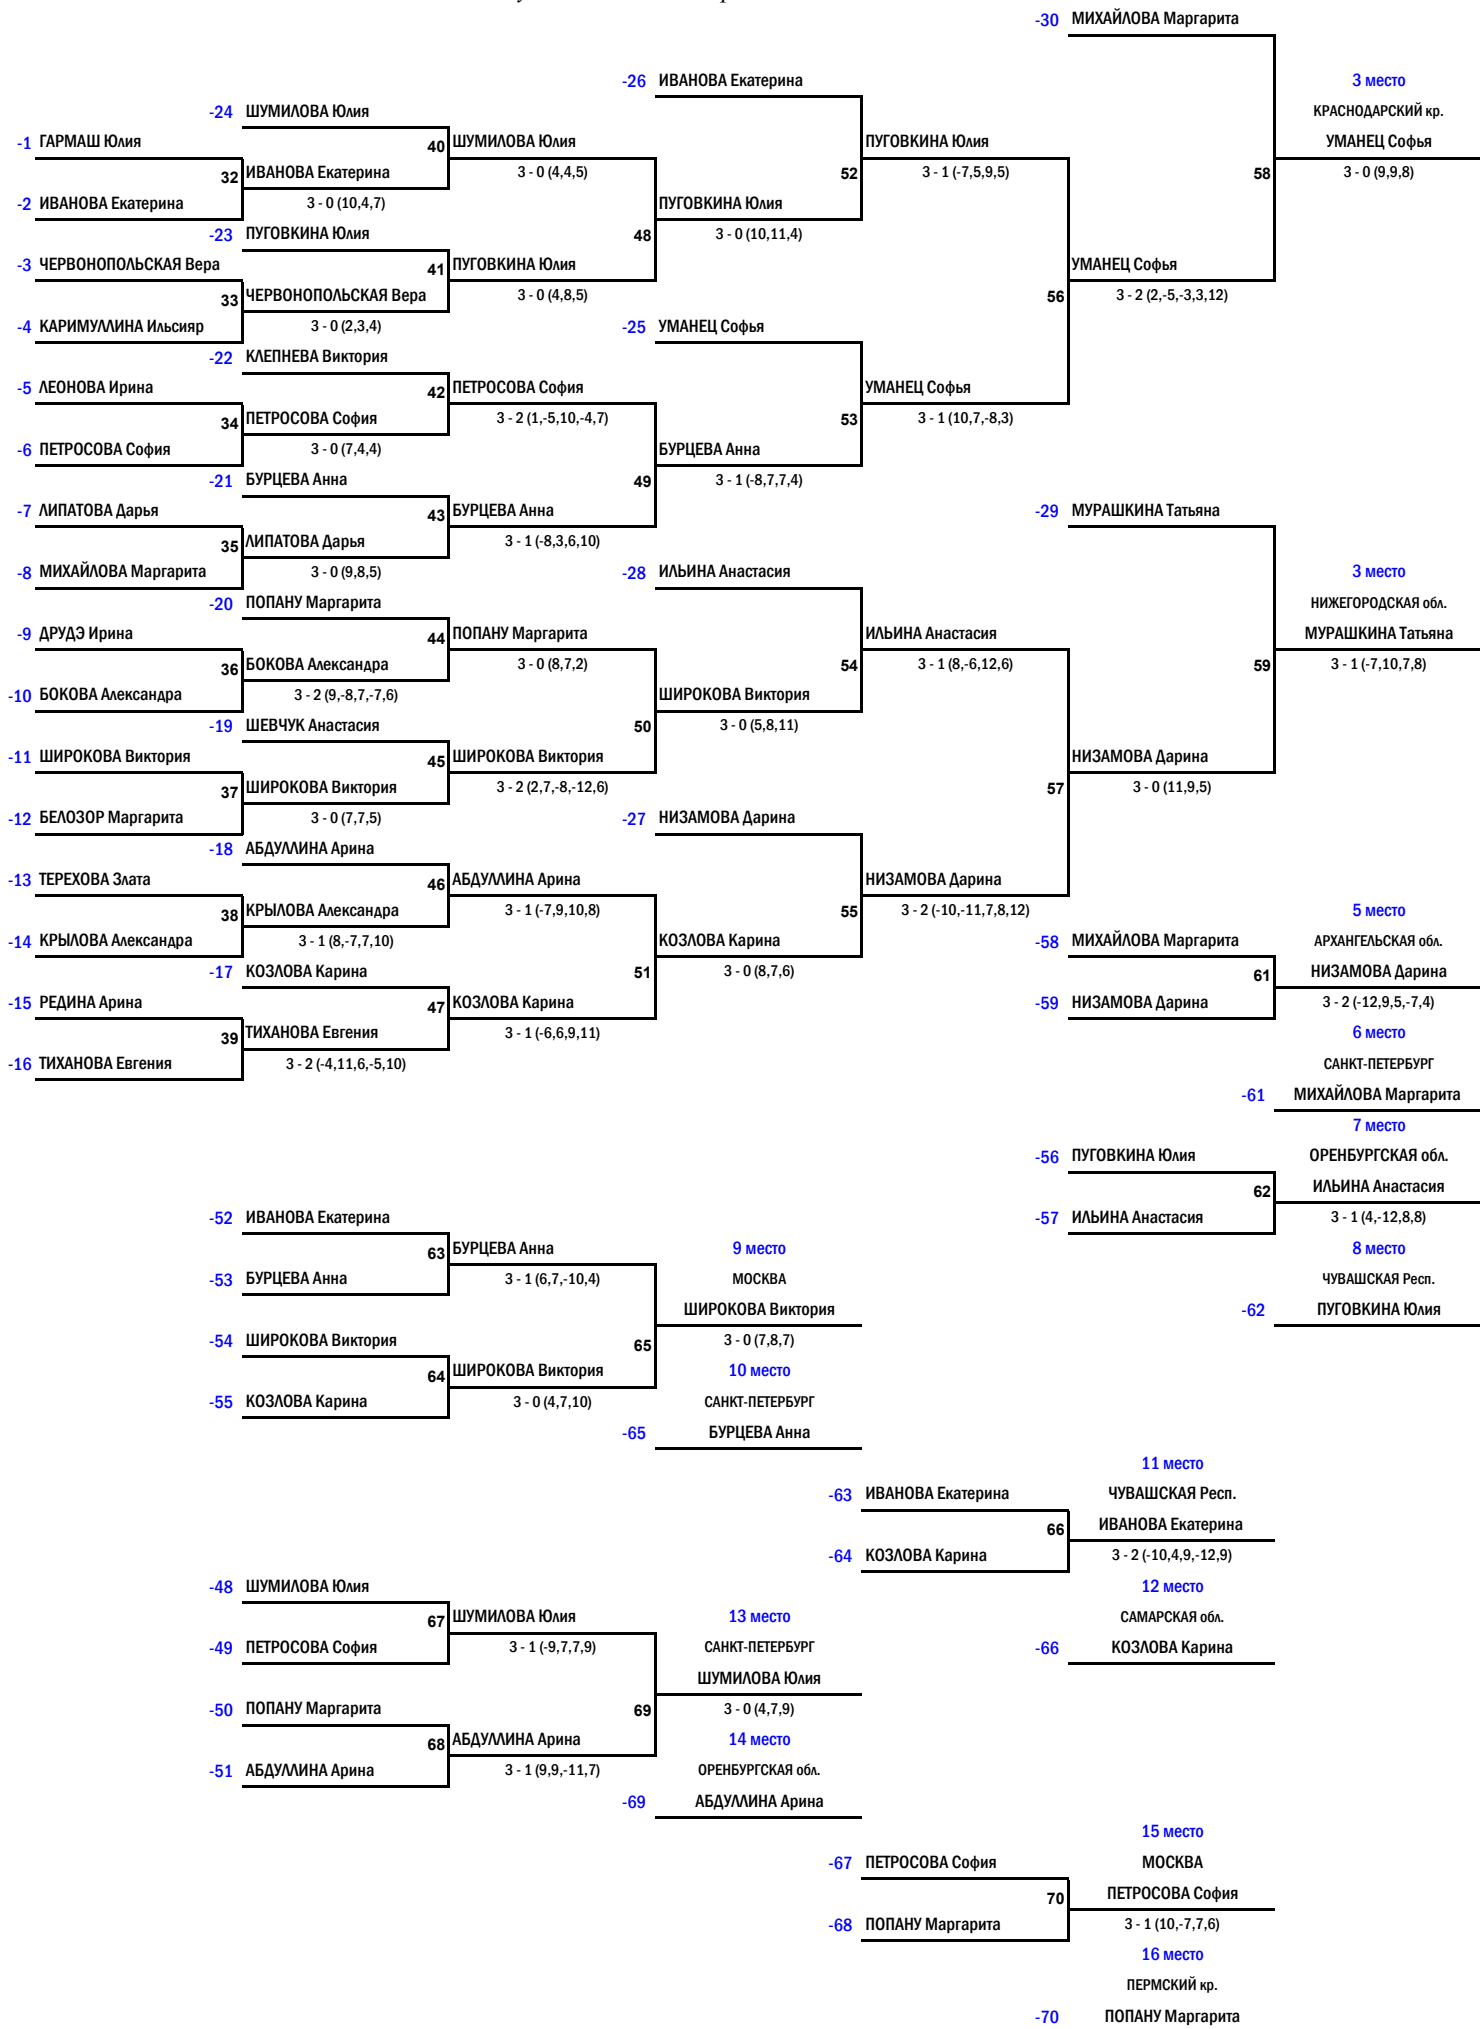 -30 МИХАЙЛОВА Маргарита
-26 ИВАНОВА Екатерина
3 место
-24 ШУМИЛОВА Юлия
КРАСНОДАРСКИЙ кр.
-1 ГАРМАШ Юлия
40 ШУМИЛОВА Юлия
ПУГОВКИНА Юлия
УМАНЕЦ Софья
32 ИВАНОВА Екатерина
3 - 0 (4,4,5)
52
3 - 1 (-7,5,9,5)
58
3 - 0 (9,9,8)
-2 ИВАНОВА Екатерина
3 - 0 (10,4,7)
ПУГОВКИНА Юлия
-23 ПУГОВКИНА Юлия
48
3 - 0 (10,11,4)
-3 ЧЕРВОНОПОЛЬСКАЯ Вера
41 ПУГОВКИНА Юлия
УМАНЕЦ Софья
33 ЧЕРВОНОПОЛЬСКАЯ Вера
3 - 0 (4,8,5)
56
3 - 2 (2,-5,-3,3,12)
-4 КАРИМУЛЛИНА Ильсияр
3 - 0 (2,3,4)
-25 УМАНЕЦ Софья
-22 КЛЕПНЕВА Виктория
-5 ЛЕОНОВА Ирина
42 ПЕТРОСОВА София
УМАНЕЦ Софья
34 ПЕТРОСОВА София
3 - 2 (1,-5,10,-4,7)
53
3 - 1 (10,7,-8,3)
-6 ПЕТРОСОВА София
3 - 0 (7,4,4)
БУРЦЕВА Анна
-21 БУРЦЕВА Анна
49
3 - 1 (-8,7,7,4)
-7 ЛИПАТОВА Дарья
43 БУРЦЕВА Анна
-29 МУРАШКИНА Татьяна
35 ЛИПАТОВА Дарья
3 - 1 (-8,3,6,10)
-8 МИХАЙЛОВА Маргарита
3 - 0 (9,8,5)
-28 ИЛЬИНА Анастасия
3 место
-20 ПОПАНУ Маргарита
НИЖЕГОРОДСКАЯ обл.
-9 ДРУДЭ Ирина
44 ПОПАНУ Маргарита
ИЛЬИНА Анастасия
МУРАШКИНА Татьяна
36 БОКОВА Александра
3 - 0 (8,7,2)
54
3 - 1 (8,-6,12,6)
59
3 - 1 (-7,10,7,8)
-10 БОКОВА Александра
3 - 2 (9,-8,7,-7,6)
ШИРОКОВА Виктория
-19 ШЕВЧУК Анастасия
50
3 - 0 (5,8,11)
-11 ШИРОКОВА Виктория
45 ШИРОКОВА Виктория
НИЗАМОВА Дарина
37 ШИРОКОВА Виктория
3 - 2 (2,7,-8,-12,6)
57
3 - 0 (11,9,5)
-12 БЕЛОЗОР Маргарита
3 - 0 (7,7,5)
-27 НИЗАМОВА Дарина
-18 АБДУЛЛИНА Арина
-13 ТЕРЕХОВА Злата
46 АБДУЛЛИНА Арина
НИЗАМОВА Дарина
38 КРЫЛОВА Александра
3 - 1 (-7,9,10,8)
55
3 - 2 (-10,-11,7,8,12)
5 место
-14 КРЫЛОВА Александра
3 - 1 (8,-7,7,10)
КОЗЛОВА Карина
-58 МИХАЙЛОВА Маргарита
АРХАНГЕЛЬСКАЯ обл.
-17 КОЗЛОВА Карина
51
3 - 0 (8,7,6)
61
НИЗАМОВА Дарина
-15 РЕДИНА Арина
47 КОЗЛОВА Карина
-59 НИЗАМОВА Дарина
3 - 2 (-12,9,5,-7,4)
39 ТИХАНОВА Евгения
3 - 1 (-6,6,9,11)
6 место
-16 ТИХАНОВА Евгения
3 - 2 (-4,11,6,-5,10)
САНКТ-ПЕТЕРБУРГ
-61 МИХАЙЛОВА Маргарита
7 место
-56 ПУГОВКИНА Юлия
ОРЕНБУРГСКАЯ обл.
62 ИЛЬИНА Анастасия
-52 ИВАНОВА Екатерина
-57 ИЛЬИНА Анастасия
3 - 1 (4,-12,8,8)
63 БУРЦЕВА Анна
9 место
8 место
-53 БУРЦЕВА Анна
3 - 1 (6,7,-10,4)
МОСКВА
ЧУВАШСКАЯ Респ.
ШИРОКОВА Виктория
-62 ПУГОВКИНА Юлия
-54 ШИРОКОВА Виктория
65
3 - 0 (7,8,7)
64 ШИРОКОВА Виктория
10 место
-55 КОЗЛОВА Карина
3 - 0 (4,7,10)
САНКТ-ПЕТЕРБУРГ
-65 БУРЦЕВА Анна
11 место
-63 ИВАНОВА Екатерина
ЧУВАШСКАЯ Респ.
66 ИВАНОВА Екатерина
-64 КОЗЛОВА Карина
3 - 2 (-10,4,9,-12,9)
-48 ШУМИЛОВА Юлия
12 место
67 ШУМИЛОВА Юлия
13 место
САМАРСКАЯ обл.
-49 ПЕТРОСОВА София
3 - 1 (-9,7,7,9)
САНКТ-ПЕТЕРБУРГ
-66 КОЗЛОВА Карина
ШУМИЛОВА Юлия
-50 ПОПАНУ Маргарита
69
3 - 0 (4,7,9)
68 АБДУЛЛИНА Арина
14 место
-51 АБДУЛЛИНА Арина
3 - 1 (9,9,-11,7)
ОРЕНБУРГСКАЯ обл.
-69 АБДУЛЛИНА Арина
15 место
-67 ПЕТРОСОВА София
МОСКВА
70 ПЕТРОСОВА София
-68 ПОПАНУ Маргарита
3 - 1 (10,-7,7,6)
16 место
ПЕРМСКИЙ кр.
-70 ПОПАНУ Маргарита